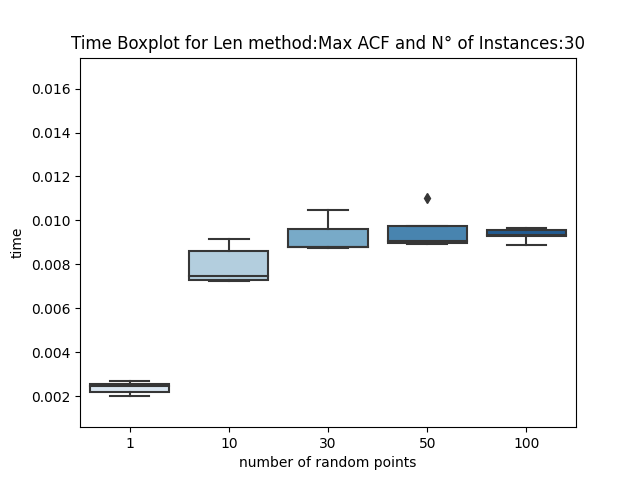 Time Boxplot for Len method:Max ACF and N° of Instances:30
0.016
0.014
0.012
0.010
0.008
0.006
0.004
0.002
time
1 10 30 50 100
number of random points